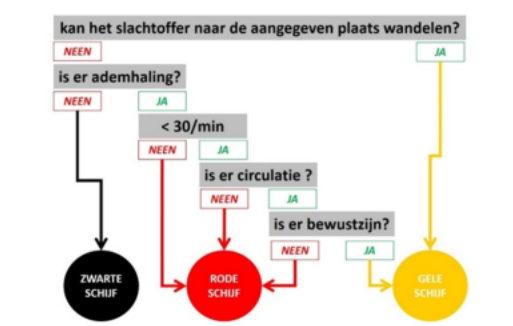 kan het slachtoffer naar de aangegeven plaats wandelen?
NEEN JA
is er ademhaling?
NEEN JA
< 30/min
NEEN JA
is er circulatie ?
NEEN JA
is er bewustzijn?
NEEN JA
ZWARTE
SCHIJF
RODE
SCHIJF
GELE
SCHIJF